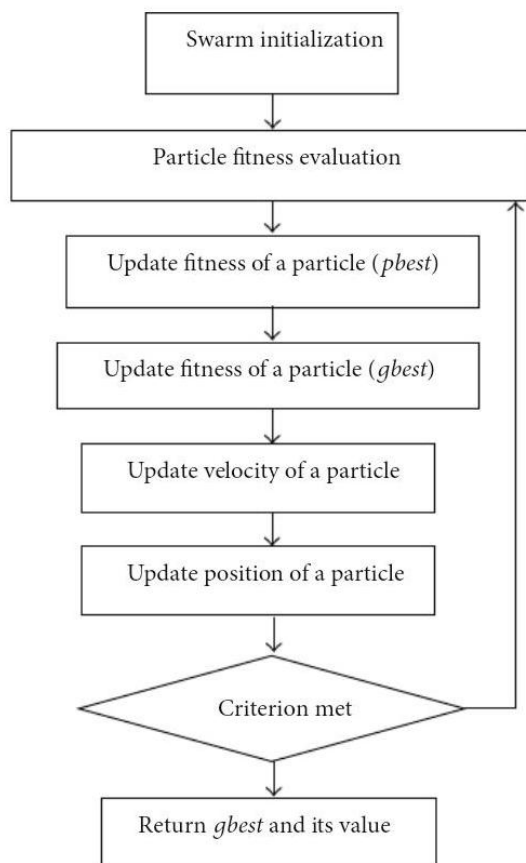 Swarm initialization
Particle fitness evaluation
Update fitness of a particle (pbest)
Update fitness of a particle (gbest)
Update velocity of a particle
Update position of a particle
Criterion met
Return gbest and its value